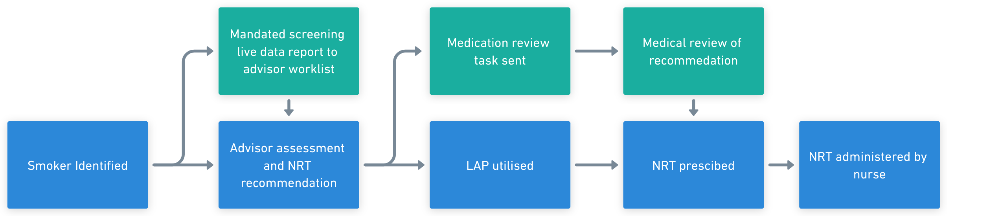 Mandated screening
live data report to
advisor worklist
Medication review
task sent
Medical review of
recommedation
Smoker Identified
Advisor assessment
and NRT
recommendation
LAP utilised
NRT prescibed
NRT administered by
nurse